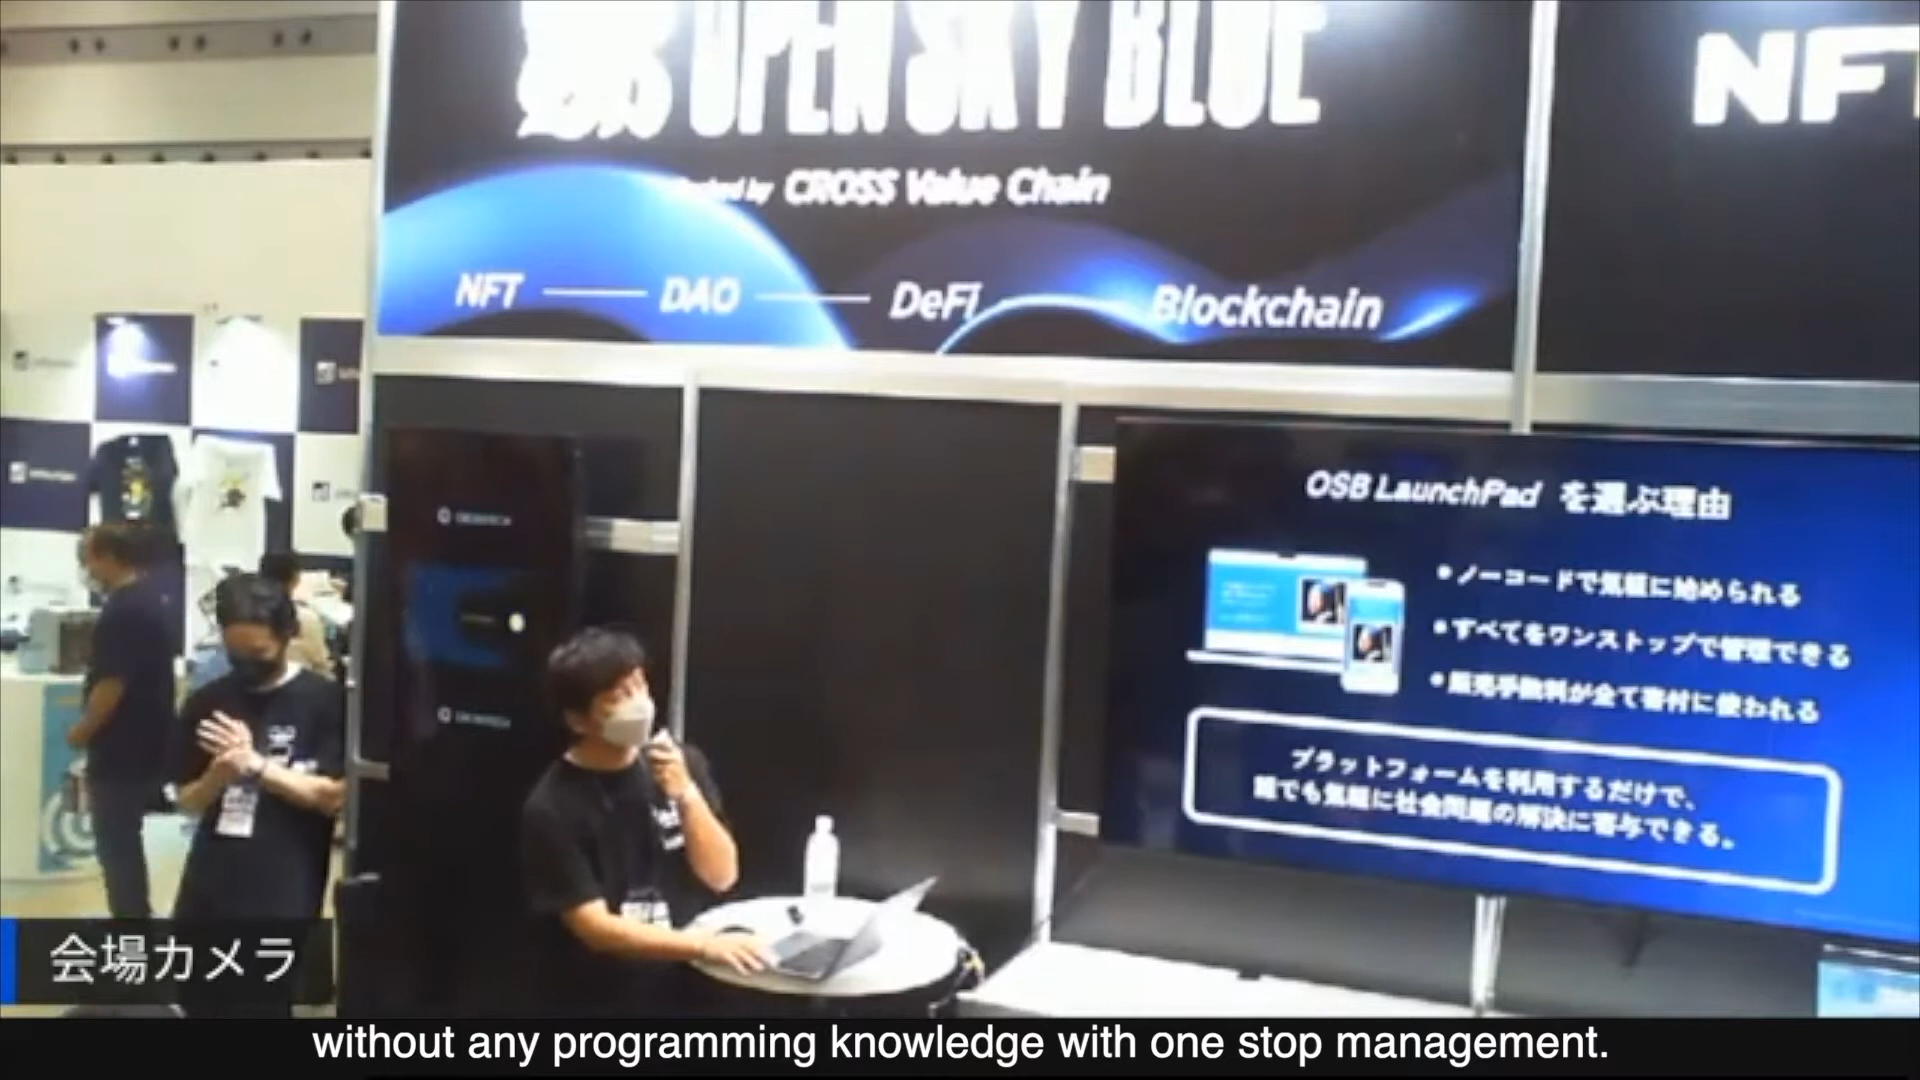 OPEN SKY BLUE
by CROSS Value Chain
NFT
DAO
DeFi
Blockchain
OSB LaunchPad を選ぶ理由
•ノーコードで気軽に始められる
•すべてをワンストップで管理できる
•販売手数料が全て寄付に使われる
プラットフォームを利用するだけで、
誰でも気軽に社会問題の解決に寄与できる。
会場カメラ
without any programming knowledge with one stop management.